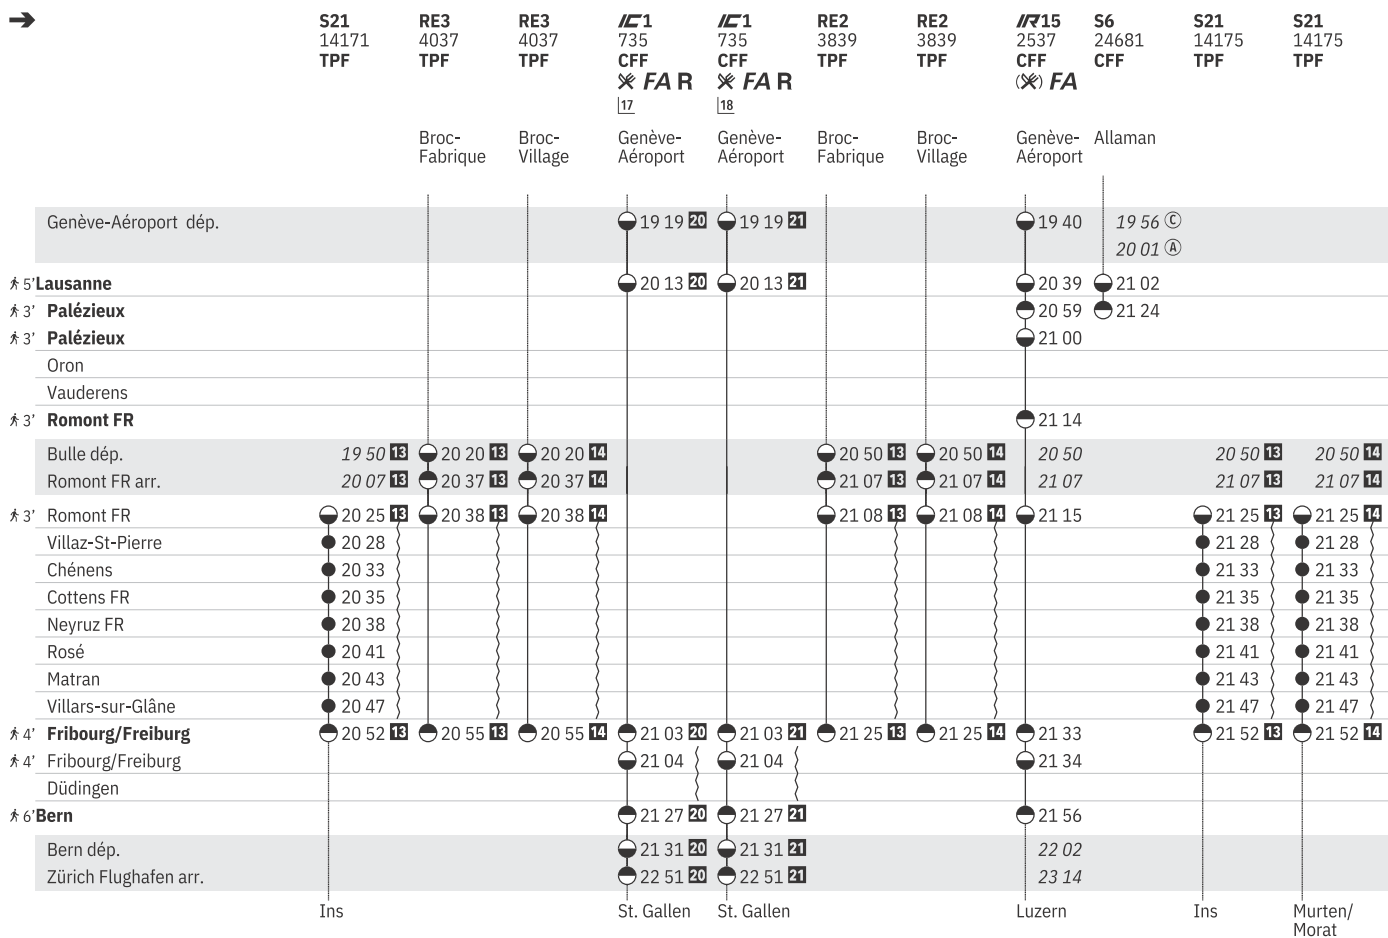 S21 RE3 RE3 IC1 IC1 RE2 RE2 IR15 S6 S21 S21
14171 4037 4037 735 735 3839 3839 2537 24681 14175 14175
TPF TPF TPF CFF CFF TPF TPF CFF CFF TPF TPF
FA R FA R FA
17 18
Broc- Broc- Genève- Genève- Broc- Broc- Genève- Allaman
Fabrique Village Aéroport Aéroport Fabrique Village Aéroport
Genève-Aéroport dép. 19 19 20 19 19 21 19 40 19 56 C
20 01 A
5' Lausanne 20 13 20 20 13 21 20 39 21 02
3' Palézieux 20 59 21 24
3' Palézieux 21 00
Oron
Vauderens
3' Romont FR 21 14
Bulle dép. 19 50 13 20 20 13 20 20 14 20 50 13 20 50 14 20 50 20 50 13 20 50 14
Romont FR arr. 20 07 13 20 37 13 20 37 14 21 07 13 21 07 14 21 07 21 07 13 21 07 14
3' Romont FR 20 25 13 20 38 13 20 38 14 21 08 13 21 08 14 21 15 21 25 13 21 25 14
Villaz-St-Pierre 20 28 21 28 21 28
Chénens 20 33 21 33 21 33
Cottens FR 20 35 21 35 21 35
Neyruz FR 20 38 21 38 21 38
Rosé 20 41 21 41 21 41
Matran 20 43 21 43 21 43
Villars-sur-Glâne 20 47 21 47 21 47
4' Fribourg/Freiburg 20 52 13 20 55 13 20 55 14 21 03 20 21 03 21 21 25 13 21 25 14 21 33 21 52 13 21 52 14
4' Fribourg/Freiburg 21 04 21 04 21 34
Düdingen
6' Bern 21 27 20 21 27 21 21 56
Bern dép. 21 31 20 21 31 21 22 02
Zürich Flughafen arr. 22 51 20 22 51 21 23 14
Ins St. Gallen St. Gallen Luzern Ins Murten/
Morat